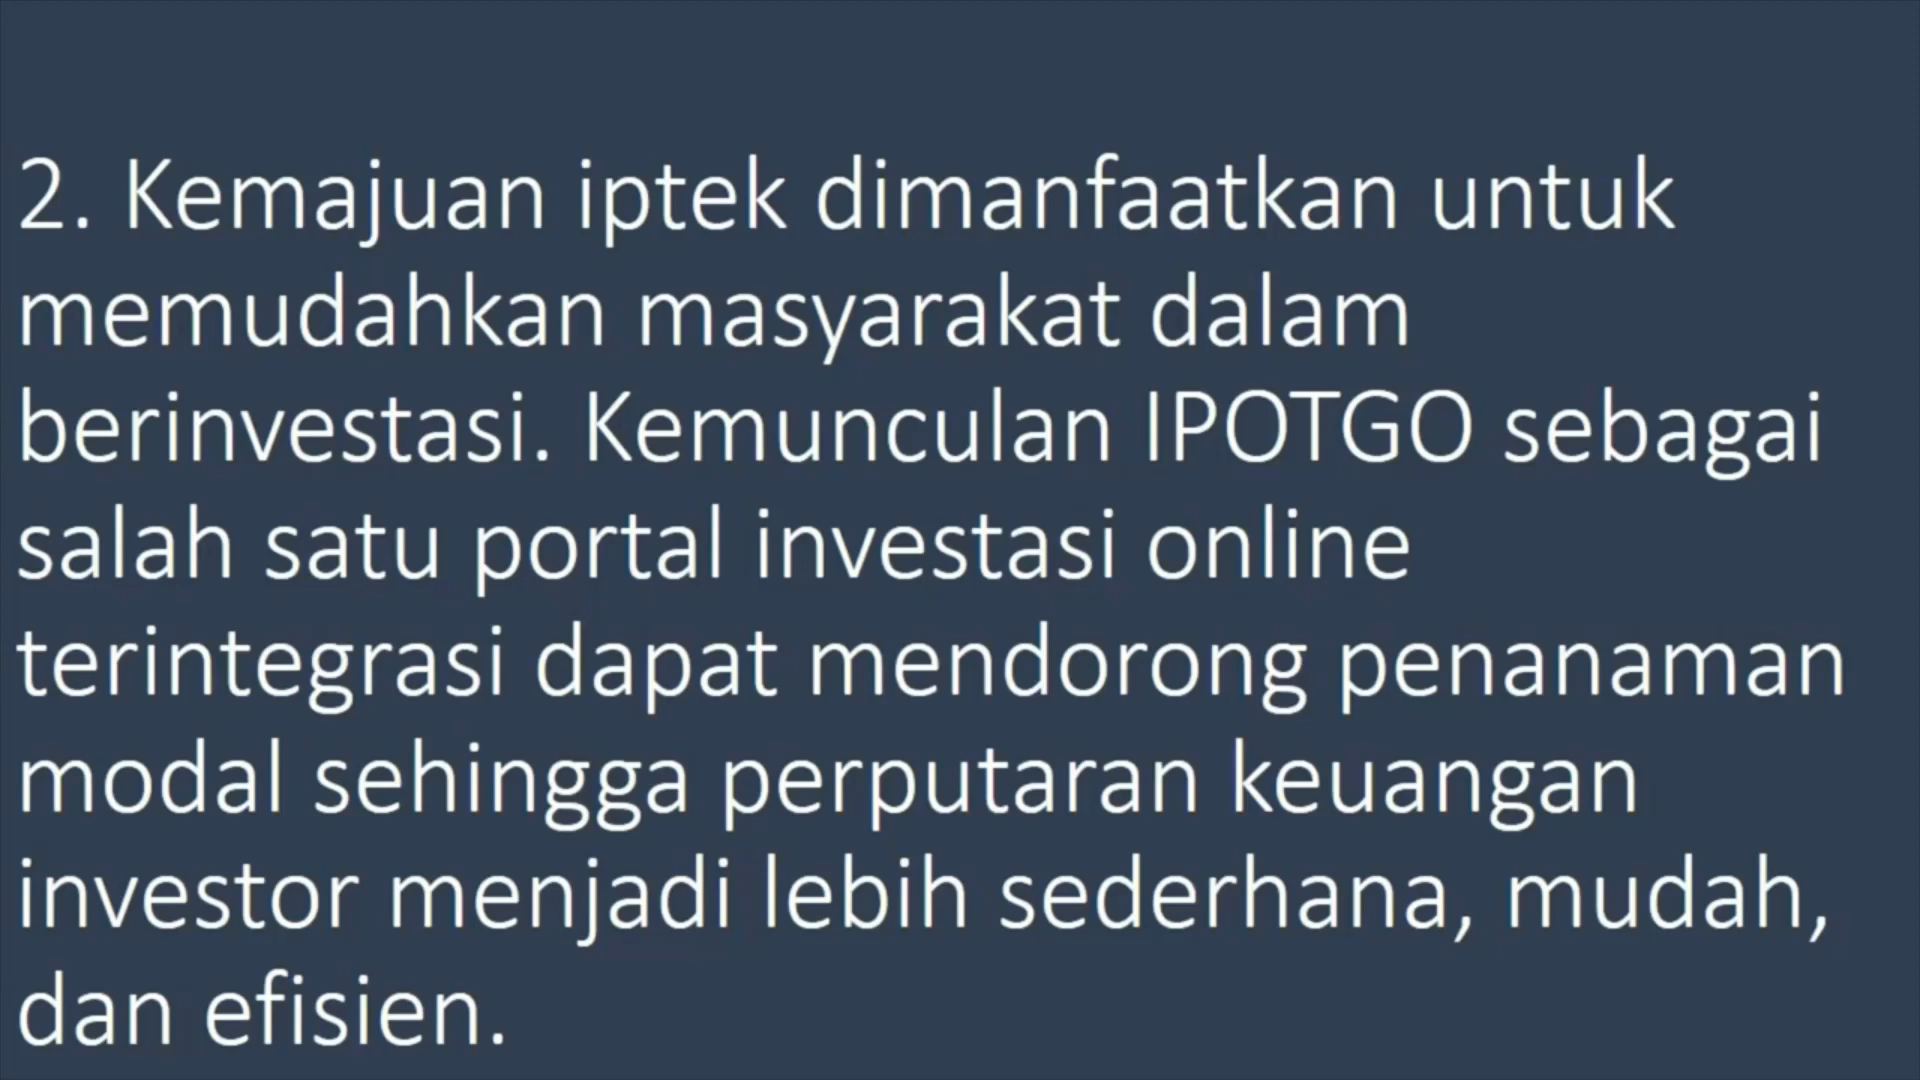 2. Kemajuan iptek dimanfaatkan untuk
memudahkan masyarakat dalam
berinvestasi. Kemunculan IPOTGO sebagai
salah satu portal investasi online
terintegrasi dapat mendorong penanaman
modal sehingga perputaran keuangan
investor menjadi lebih sederhana, mudah,
dan efisien.